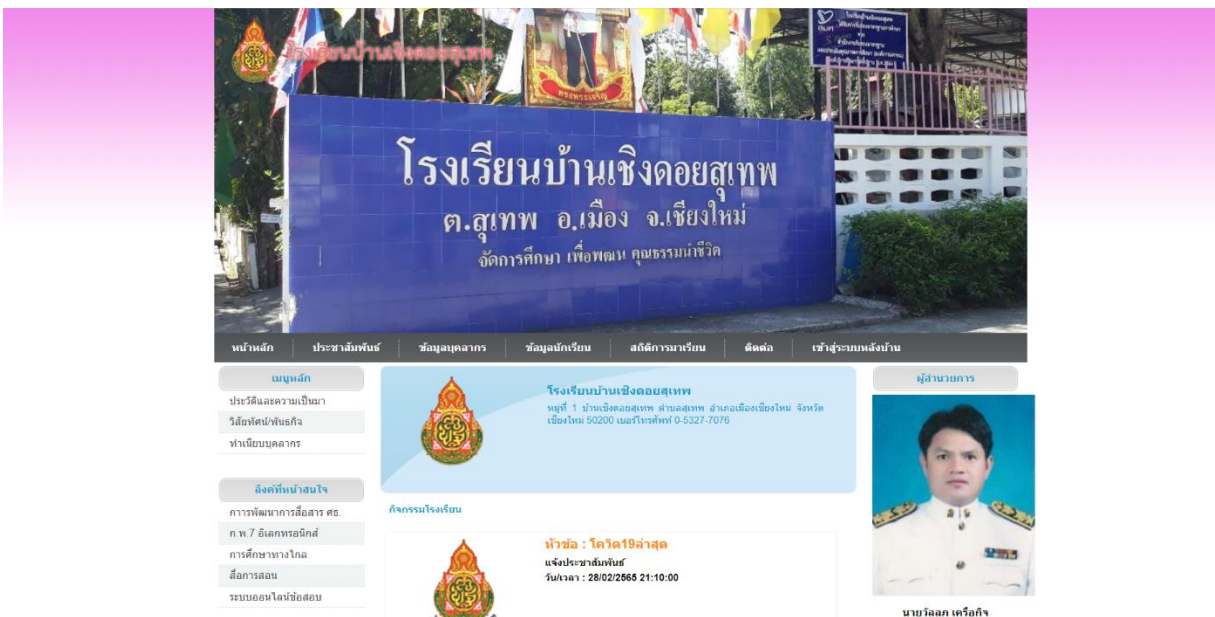 โรงเรียนบ้านเชิงดอยสุเทพ
ทรงพระเจริญ
โรงเรียนบ้านเชิงดอยสุเทพ
ต.สุเทพ อ.เมือง จ.เชียงใหม่
จัดการศึกษา เพื่อพฒน คุณธรรมนำชีวิต
หน้าหลัก ประชาสัมพันธ์ ข้อมูลบุคลากร ข้อมูลนักเรียน สถิติการมาเรียน ติดต่อ เข้าสู่ระบบหลังบ้าน
เมนูหลัก
ประวัติและความเป็นมา
วิสัยทัศน์/พันธกิจ
ทำเนียบบุคลากร
ลิงค์ที่น่าสนใจ
การพัฒนาการสื่อสาร ศธ.
ก.พ.7 อิเลกทรอนิกส์
การศึกษาทางไกล
สื่อการสอน
ระบบออนไลน์ข้อสอบ
โรงเรียนบ้านเชิงดอยสุเทพ
หมู่ที่ 1 บ้านเชิงดอยสุเทพ ตำบลสุเทพ อำเภอเมืองเชียงใหม่ จังหวัด
เชียงใหม่ 50200 เบอร์โทรศัพท์ 0-5327-7076
กิจกรรมโรงเรียน
หัวข้อ : โควิด19ล่าสุด
แจ้งประชาสัมพันธ์
วัน/เวลา : 28/02/2565 21:10:00
ผู้อำนวยการ
นายวัลลภ เครือกิจ